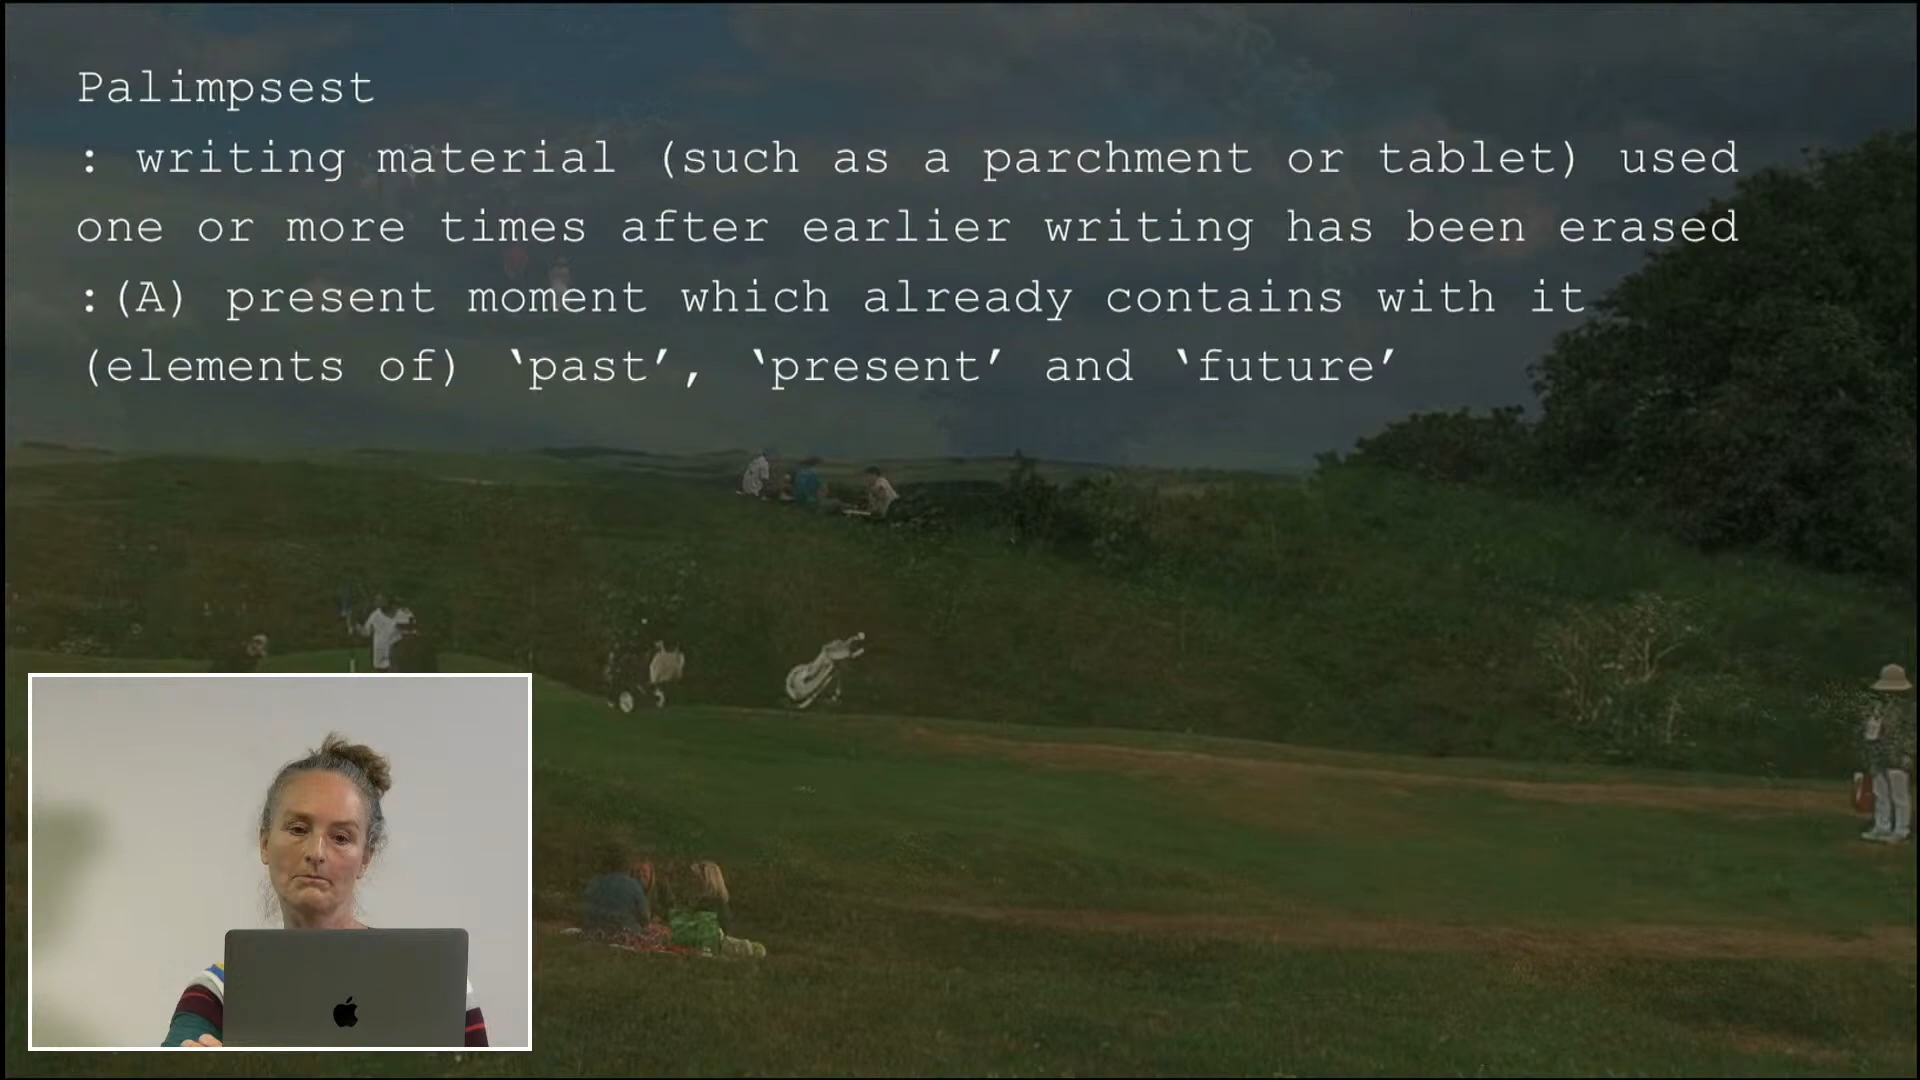 Palimpsest
: writing material (such as a parchment or tablet) used
one or more times after earlier writing has been erased
:(A) present moment which already contains with it
(elements of) ‘past’, ‘present’ and ‘future’